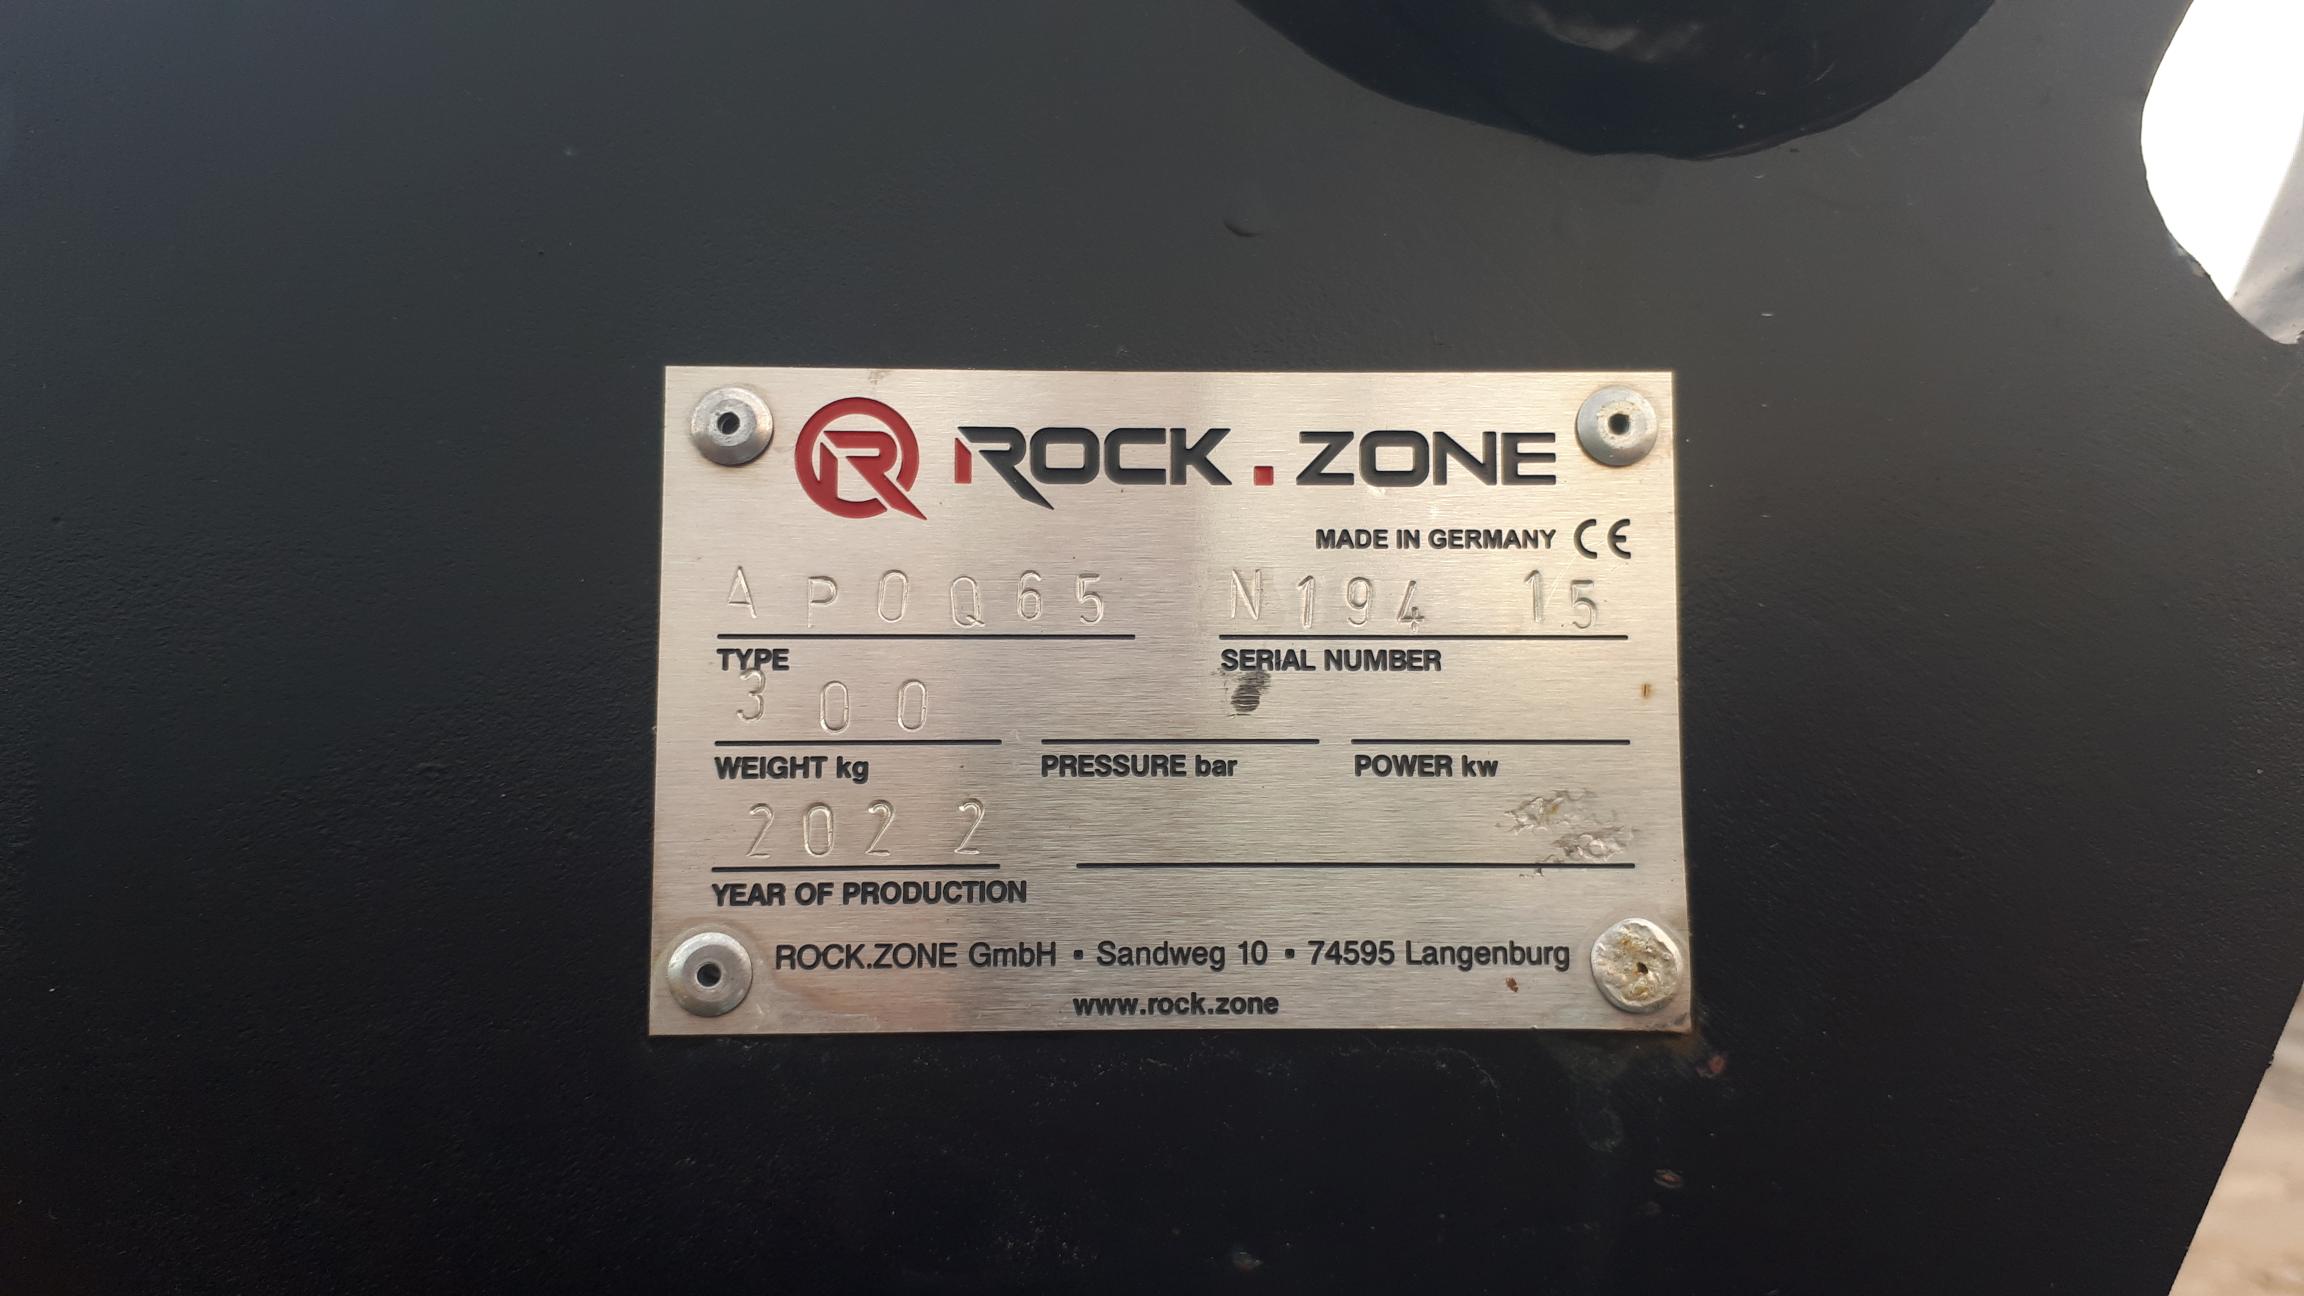 ROCK.ZONE
MADE IN GERMANY CE
APOQ65 N194 15
TYPE SERIAL NUMBER
300
WEIGHT kg PRESSURE bar POWER kw
2022
YEAR OF PRODUCTION
ROCK.ZONE GmbH ▪ Sandweg 10 ▪ 74595 Langenburg
www.rock.zone